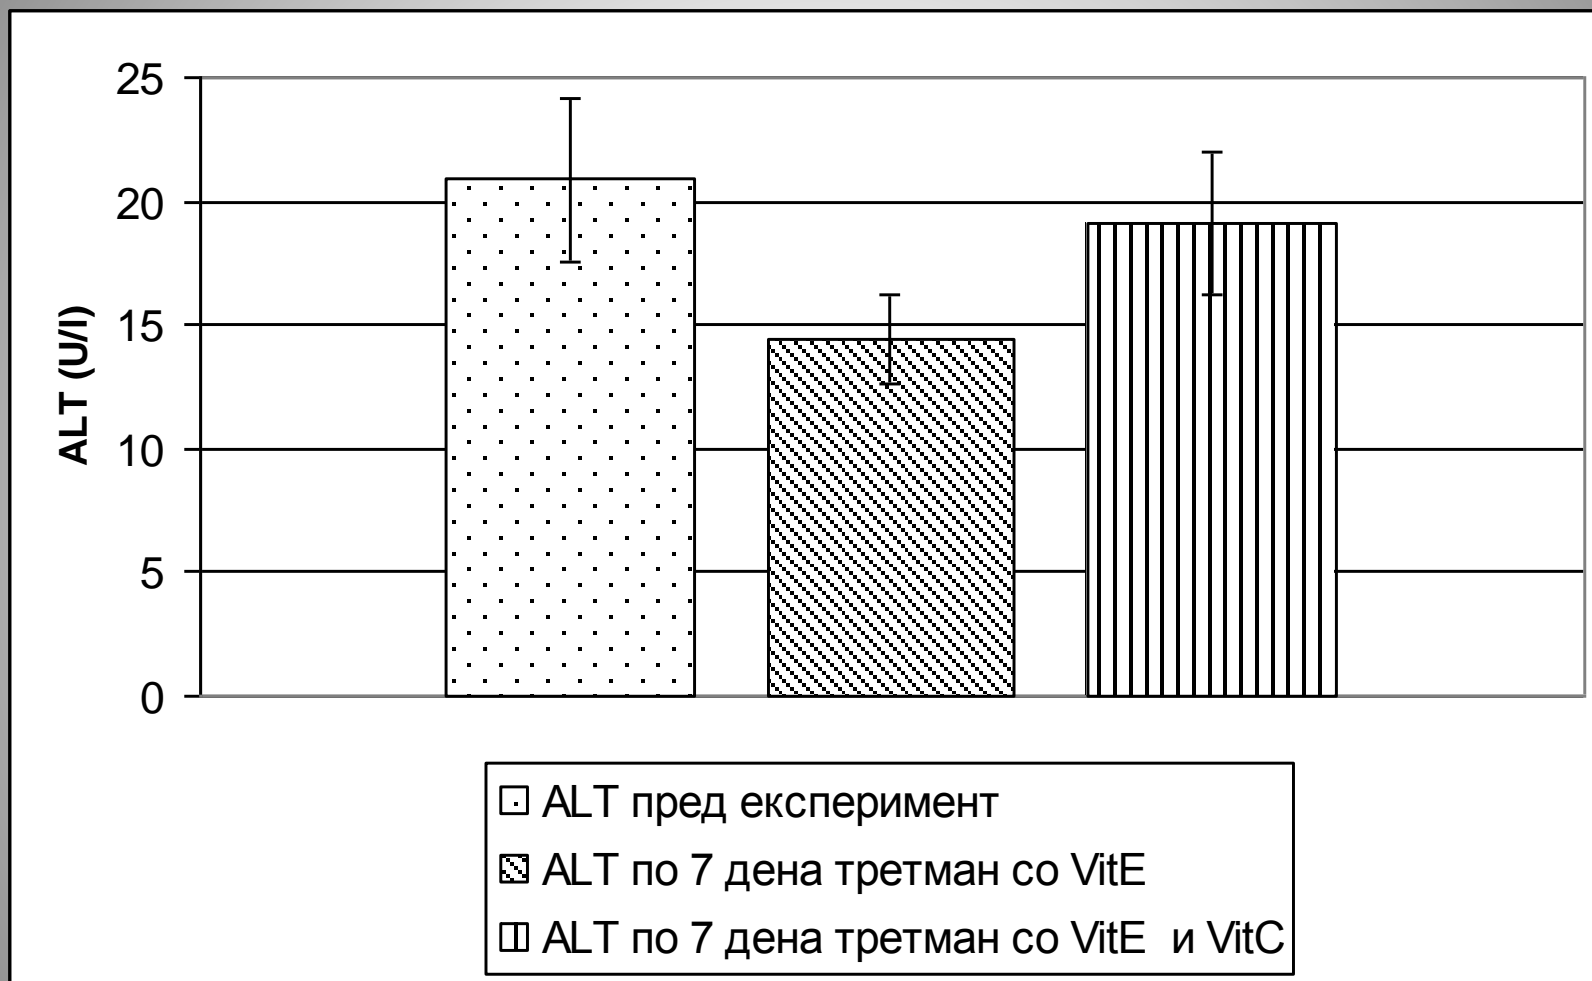 25
20
15
10
5
0
ALT (U/l)
ALT пред експеримент
ALT по 7 дена третман со VitE
ALT по 7 дена третман со VitE и VitC